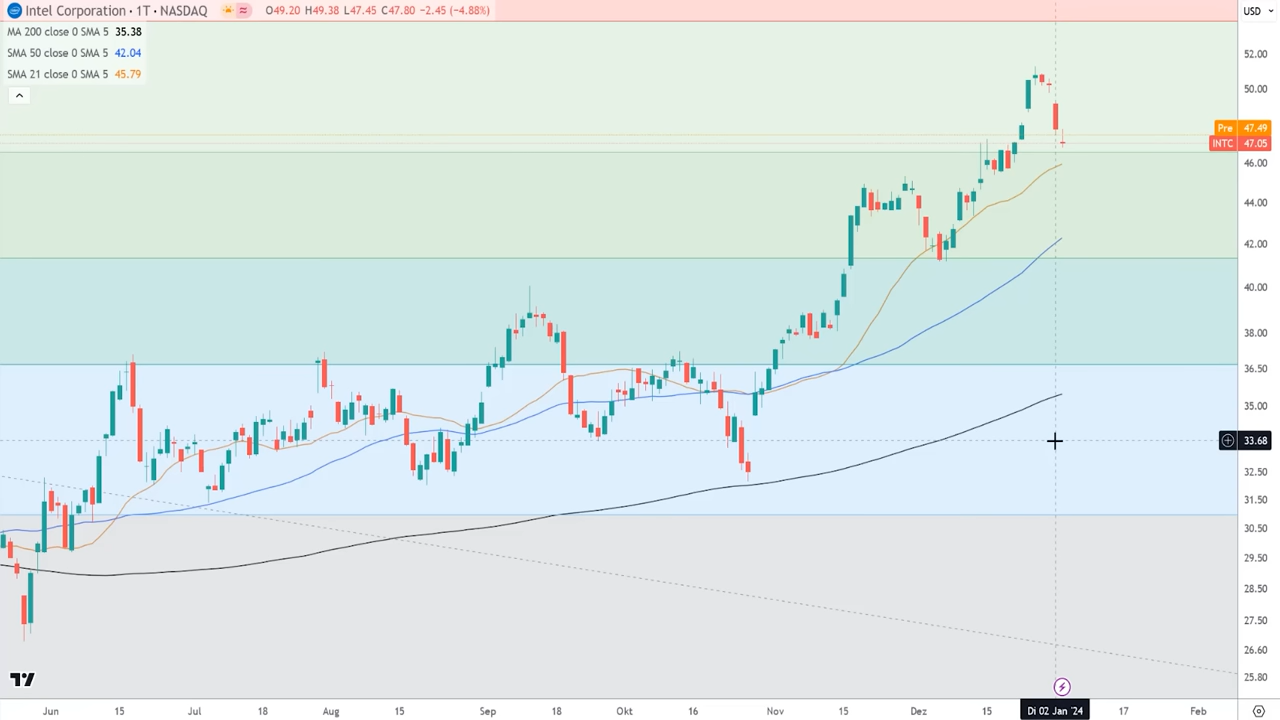 Intel Corporation · 1T · NASDAQ O49.20 H49.38 L47.45 C47.80 −2.45 (−4.88%)
USD
MA 200 close 0 SMA 5 35.38
SMA 50 close 0 SMA 5 42.04
SMA 21 close 0 SMA 5 45.79
52.00
50.00
Pre 47.49
INTC 47.05
46.00
44.00
42.00
40.00
38.00
36.50
35.00
33.68
32.50
31.50
30.50
29.50
28.50
27.50
26.60
25.80
Jun 15 Jul 18 Aug 15 Sep 18 Okt 16 Nov 15 Dez 15 Di 02 Jan '24 17 Feb